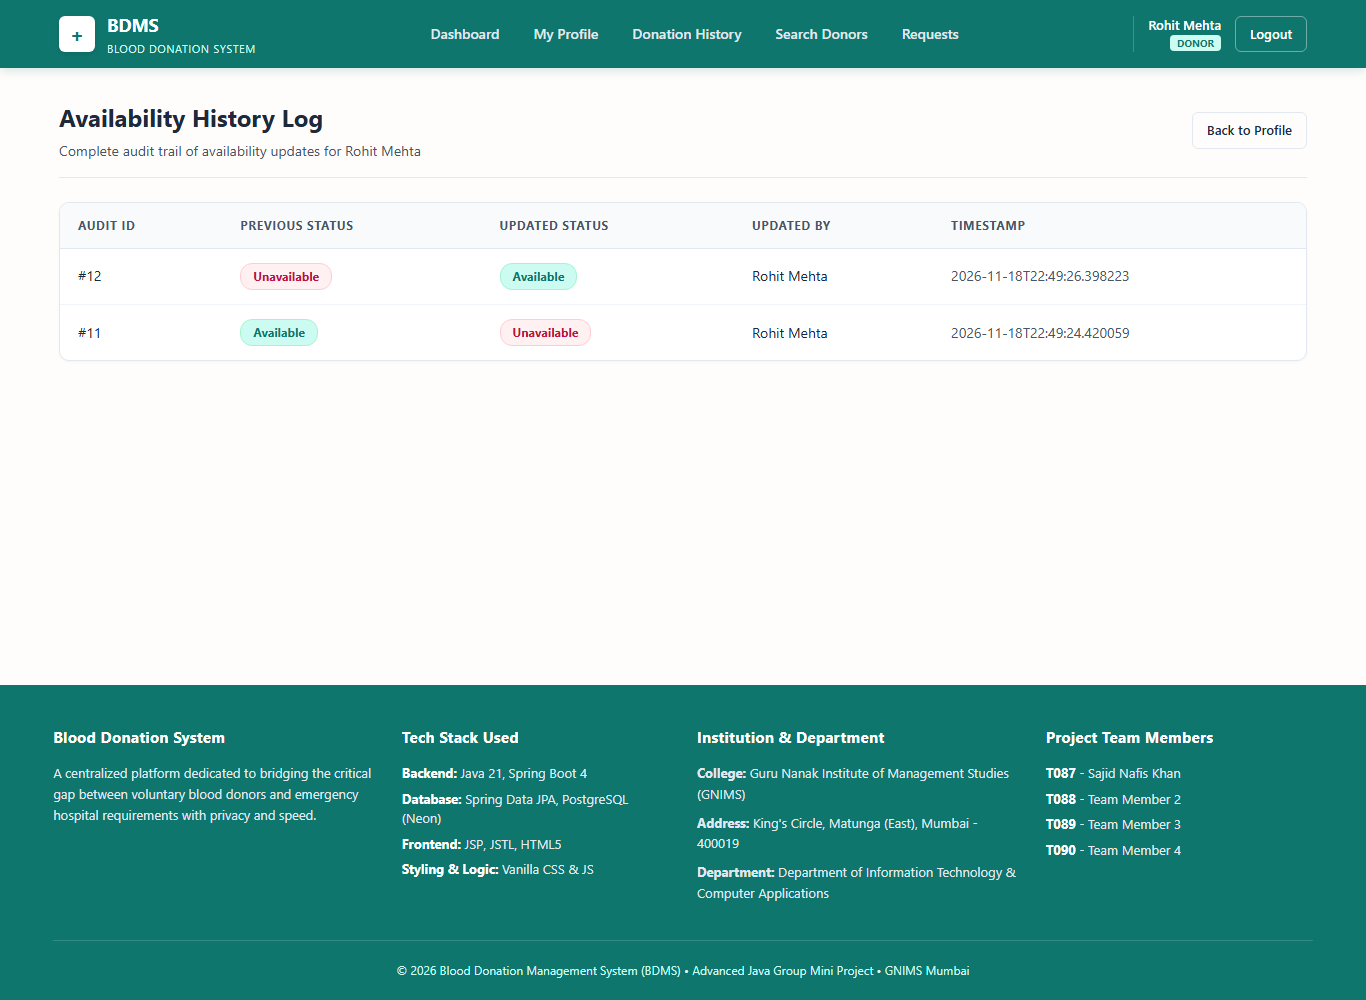 +
BDMS
BLOOD DONATION SYSTEM
Dashboard
My Profile
Donation History
Search Donors
Requests
Rohit Mehta
DONOR
Logout
Availability History Log
Complete audit trail of availability updates for Rohit Mehta
Back to Profile
AUDIT ID PREVIOUS STATUS UPDATED STATUS UPDATED BY TIMESTAMP
#12 Unavailable Available Rohit Mehta 2026-11-18T22:49:26.398223
#11 Available Unavailable Rohit Mehta 2026-11-18T22:49:24.420059
Blood Donation System
A centralized platform dedicated to bridging the critical
gap between voluntary blood donors and emergency
hospital requirements with privacy and speed.
Tech Stack Used
Backend: Java 21, Spring Boot 4
Database: Spring Data JPA, PostgreSQL
(Neon)
Frontend: JSP, JSTL, HTML5
Styling & Logic: Vanilla CSS & JS
Institution & Department
College: Guru Nanak Institute of Management Studies
(GNIMS)
Address: King's Circle, Matunga (East), Mumbai -
400019
Department: Department of Information Technology &
Computer Applications
Project Team Members
T087 - Sajid Nafis Khan
T088 - Team Member 2
T089 - Team Member 3
T090 - Team Member 4
© 2026 Blood Donation Management System (BDMS) • Advanced Java Group Mini Project • GNIMS Mumbai